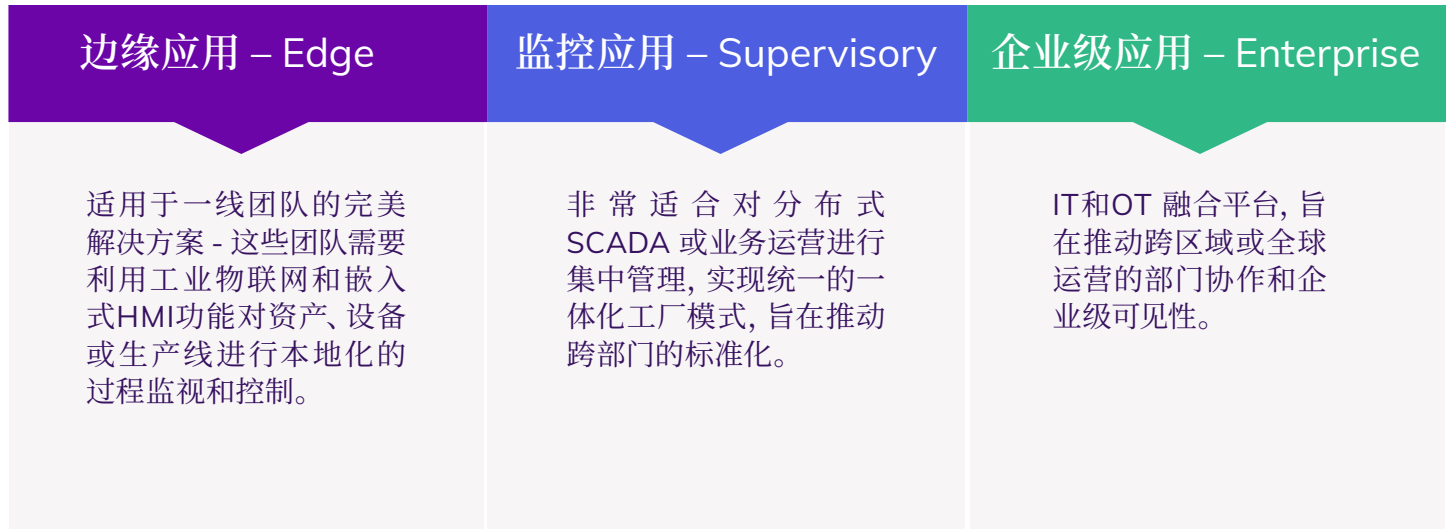 边缘应用 – Edge
适用于一线团队的完美
解决方案 - 这些团队需要
利用工业物联网和嵌入
式HMI功能对资产、设备
或生产线进行本地化的
过程监视和控制。
监控应用 – Supervisory
非常适合对分布式
SCADA 或业务运营进行
集中管理, 实现统一的一
体化工厂模式, 旨在推动
跨部门的标准化。
企业级应用 – Enterprise
IT和OT 融合平台, 旨
在推动跨区域或全球
运营的部门协作和企
业级可见性。